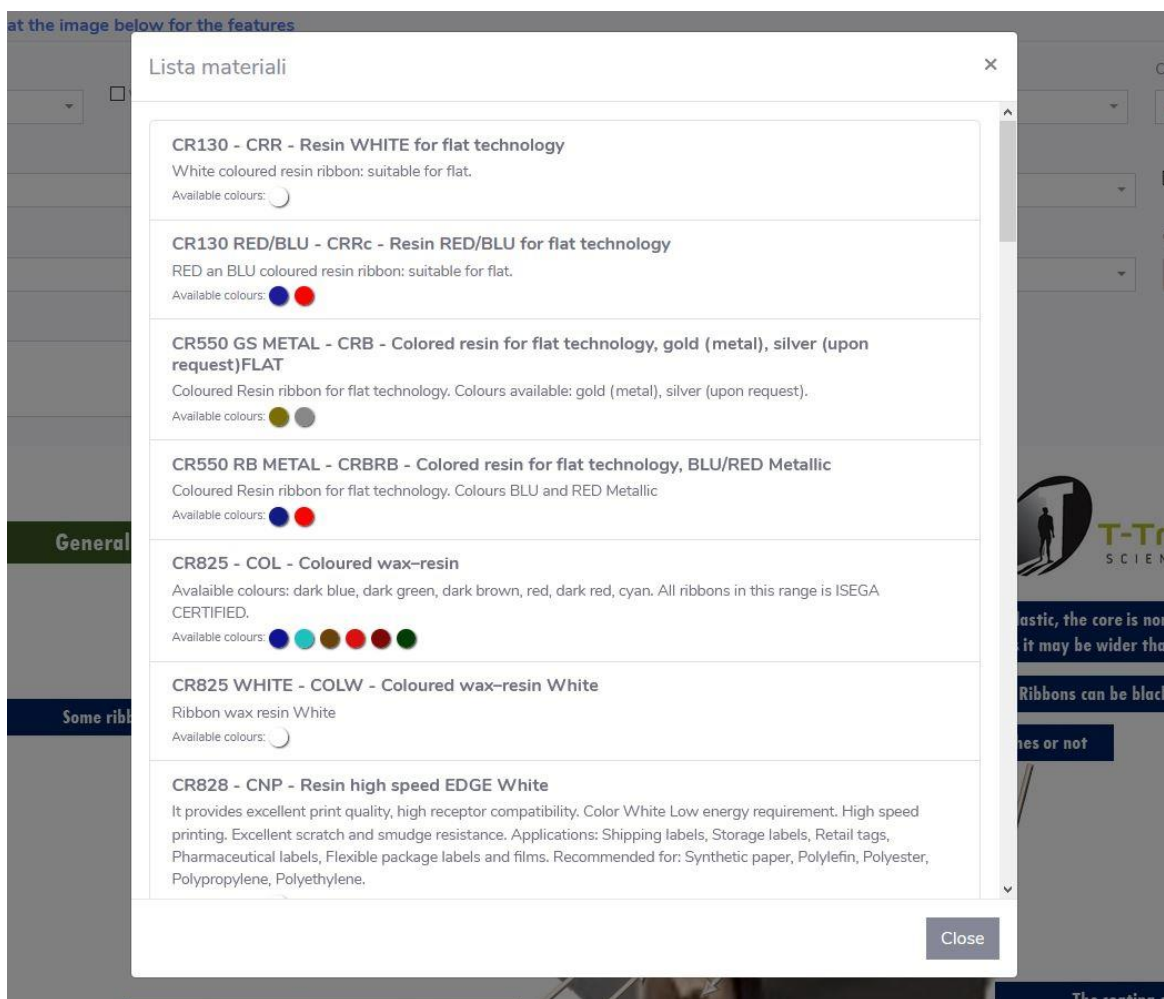 at the image below for the features
Lista materiali
×
CR130 - CRR - Resin WHITE for flat technology
White coloured resin ribbon: suitable for flat.
Available colours:
CR130 RED/BLU - CRRc - Resin RED/BLU for flat technology
RED an BLU coloured resin ribbon: suitable for flat.
Available colours:
CR550 GS METAL - CRB - Colored resin for flat technology, gold (metal), silver (upon
request)FLAT
Coloured Resin ribbon for flat technology. Colours available: gold (metal), silver (upon request).
Available colours:
CR550 RB METAL - CRBRB - Colored resin for flat technology, BLU/RED Metallic
Coloured Resin ribbon for flat technology. Colours BLU and RED Metallic
Available colours:
CR825 - COL - Coloured wax–resin
Avalaible colours: dark blue, dark green, dark brown, red, dark red, cyan. All ribbons in this range is ISEGA
CERTIFIED.
Available colours:
CR825 WHITE - COLW - Coloured wax–resin White
Ribbon wax resin White
Available colours:
CR828 - CNP - Resin high speed EDGE White
It provides excellent print quality, high receptor compatibility. Color White Low energy requirement. High speed
printing. Excellent scratch and smudge resistance. Applications: Shipping labels, Storage labels, Retail tags,
Pharmaceutical labels, Flexible package labels and films. Recommended for: Synthetic paper, Polylefin, Polyester,
Polypropylene, Polyethylene.
Close
General
Some ribb
T-Tr
SCIEN
lastic, the core is nor
it may be wider tha
Ribbons can be blac
hes or not